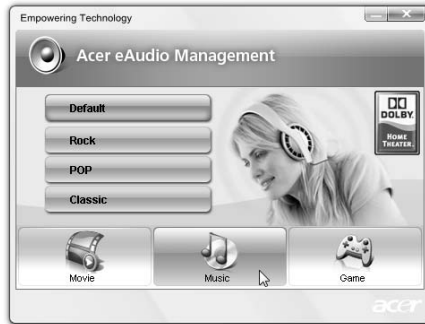 Empowering Technology
Acer eAudio Management
Default
Rock
POP
Classic
DOLBY
HOME
THEATER
Movie
Music
Game
acer